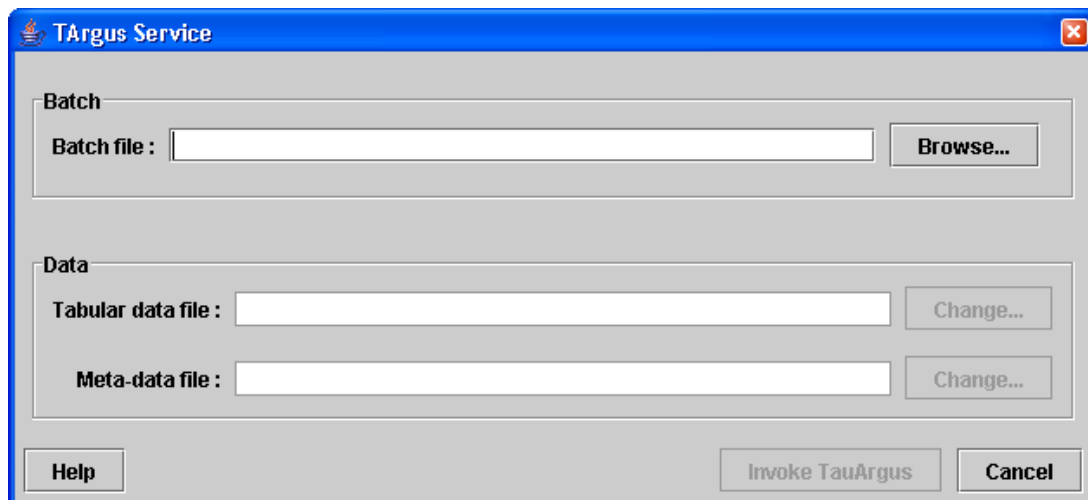 TArgus Service
Batch
Batch file : Browse...
Data
Tabular data file : Change...
Meta-data file : Change...
Help Invoke TauArgus Cancel